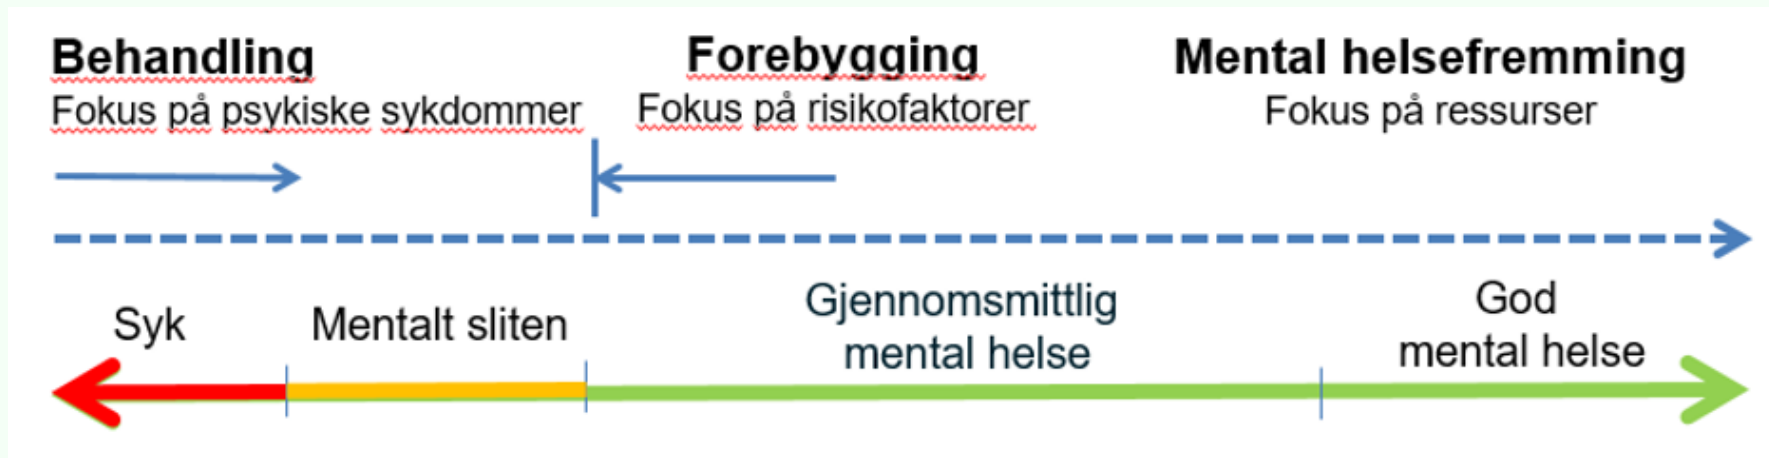 Behandling
Fokus på psykiske sykdommer
Forebygging
Fokus på risikofaktorer
Mental helsefremming
Fokus på ressurser
Syk
Mentalt sliten
Gjennomsmittlig
mental helse
God
mental helse